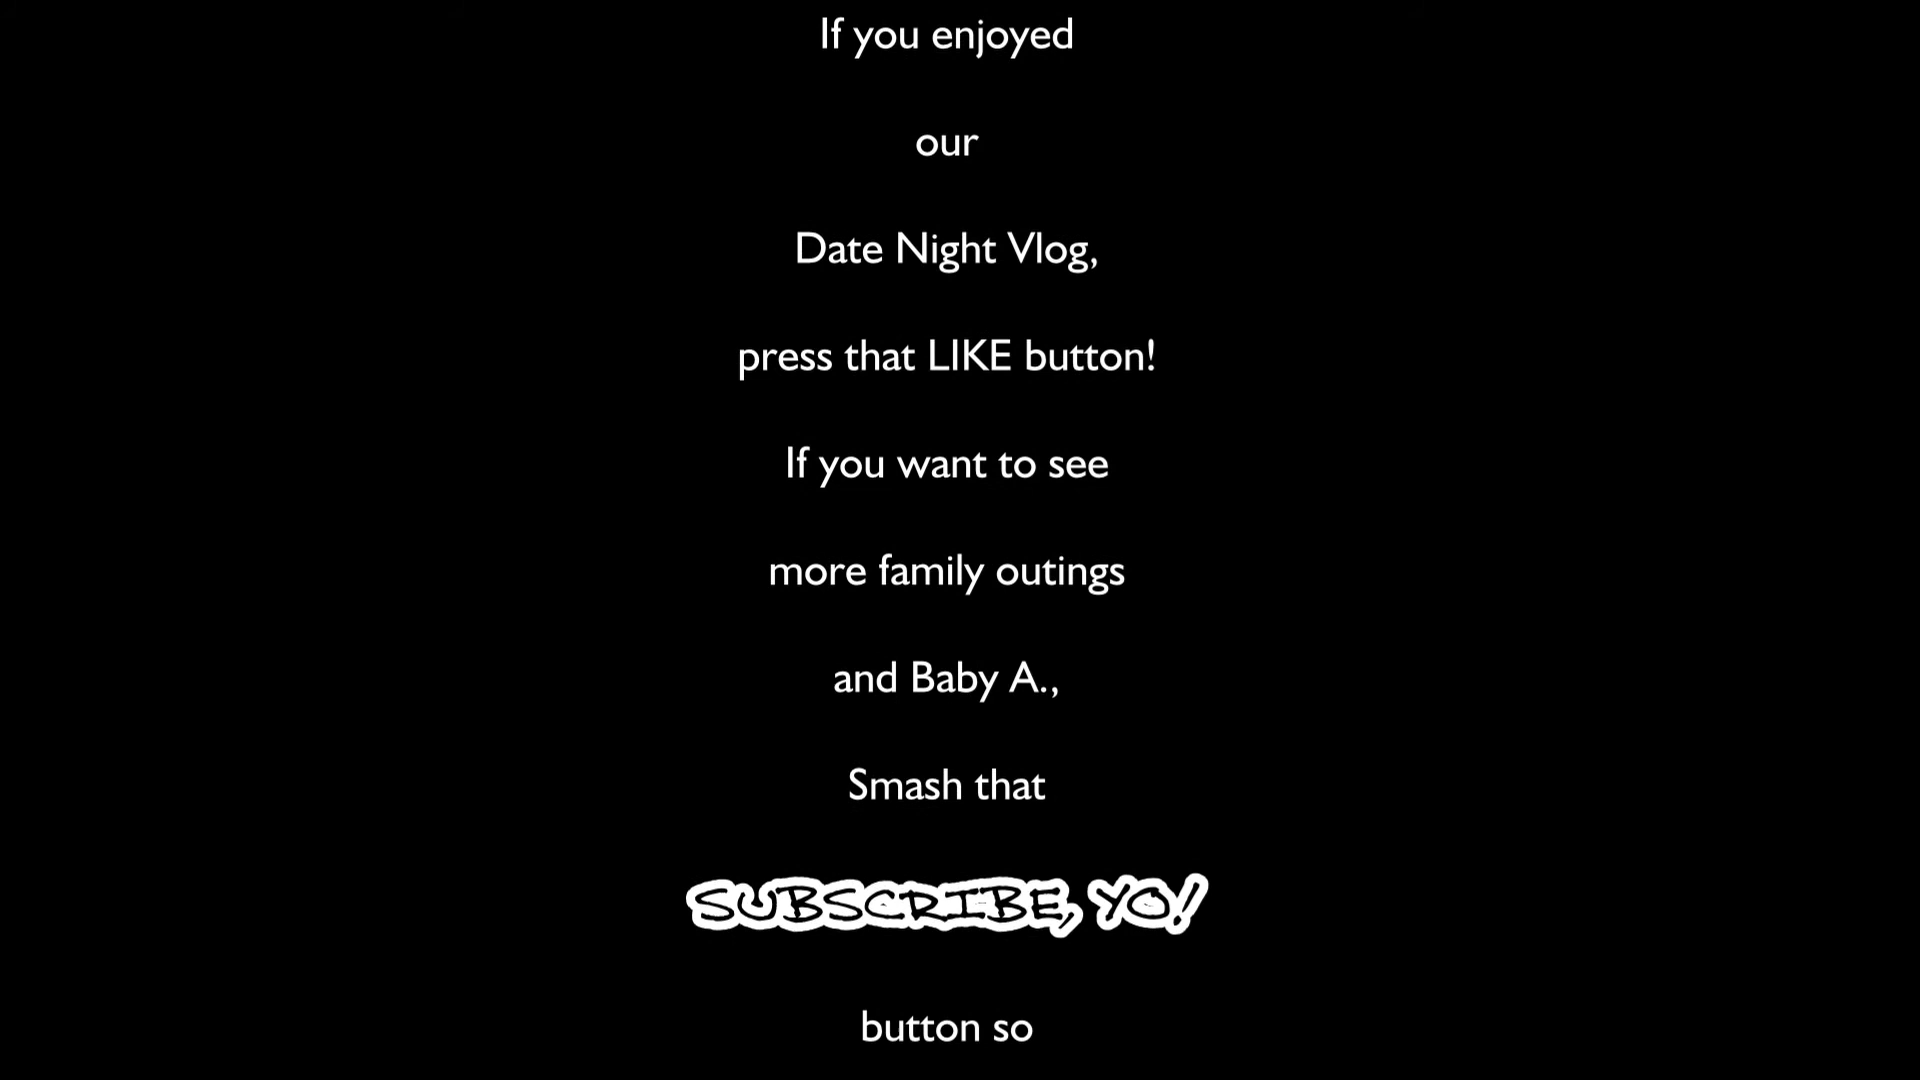 If you enjoyed
our
Date Night Vlog,
press that LIKE button!
If you want to see
more family outings
and Baby A.,
Smash that
SUBSCRIBE, YO!
button so